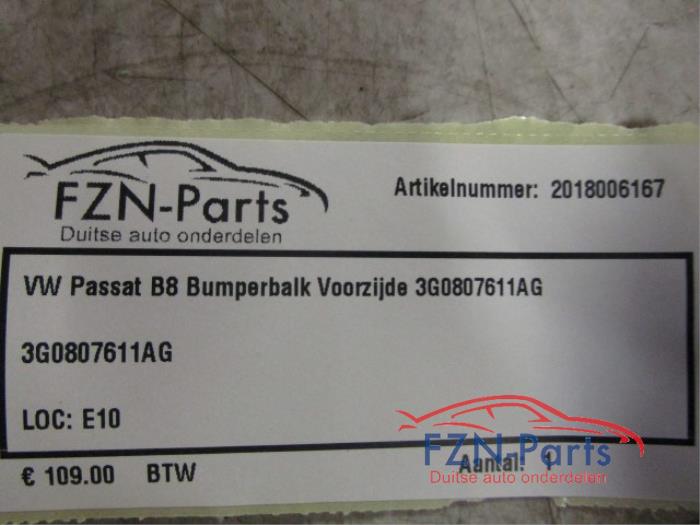 FZN-Parts
Duitse auto onderdelen
Artikelnummer: 2018006167
VW Passat B8 Bumperbalk Voorzijde 3G0807611AG
3G0807611AG
LOC: E10
€ 109.00 BTW
Aantal: 1
FZN-Parts
Duitse auto onderdelen